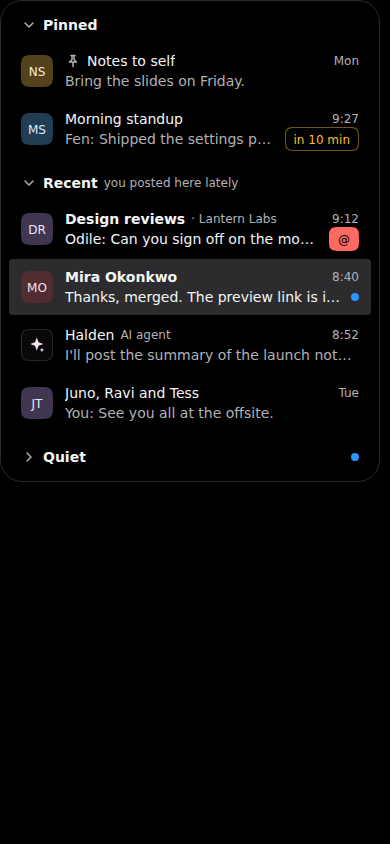 Pinned
NS Notes to self Mon
Bring the slides on Friday.
MS Morning standup 9:27
Fen: Shipped the settings p… in 10 min
Recent you posted here lately
DR Design reviews · Lantern Labs 9:12
Odile: Can you sign off on the mo… @
MO Mira Okonkwo 8:40
Thanks, merged. The preview link is i…
Halden AI agent 8:52
I'll post the summary of the launch not…
JT Juno, Ravi and Tess Tue
You: See you all at the offsite.
Quiet